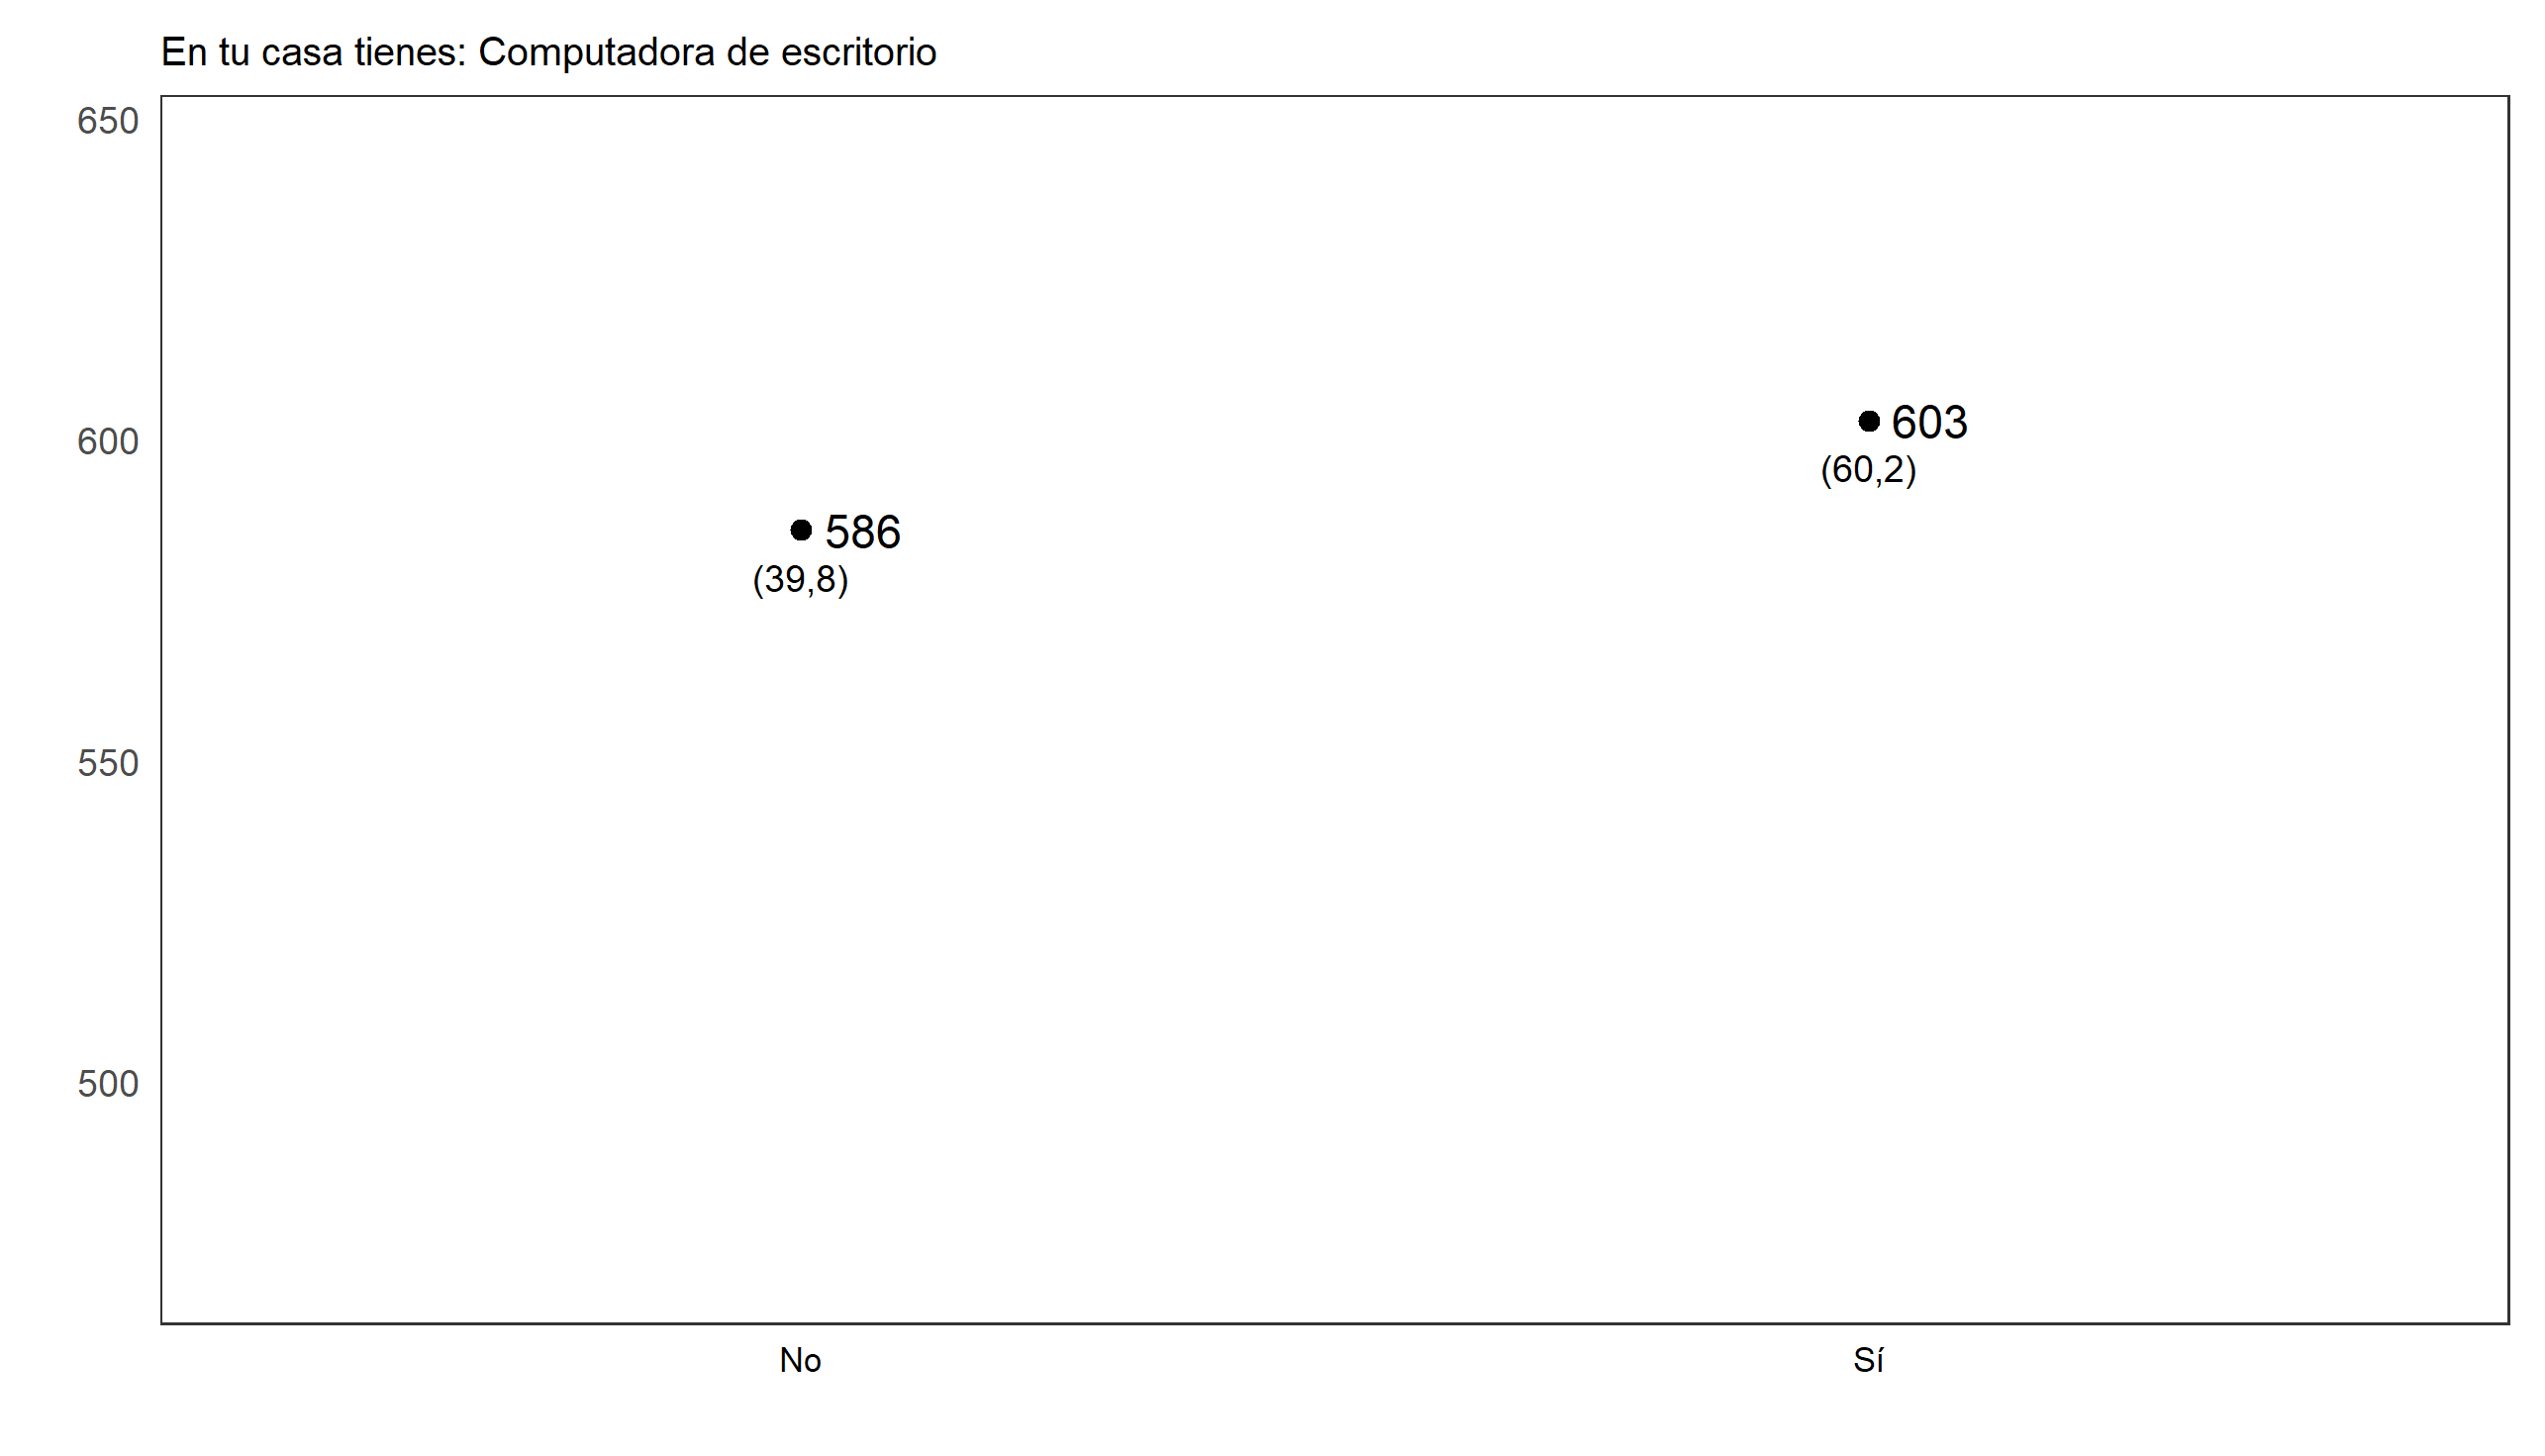 En tu casa tienes: Computadora de escritorio
650
600
550
500
603
(60,2)
586
(39,8)
No
Sí